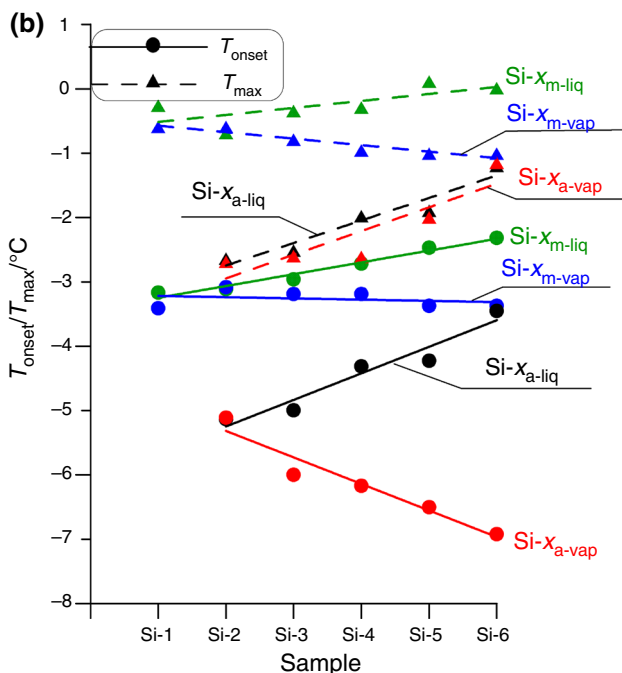 (b)
1
T_onset
T_max
0
−1
−2
−3
−4
−5
−6
−7
−8
T_onset/T_max/°C
Si-x_m-liq
Si-x_m-vap
Si-x_a-liq
Si-x_a-vap
Si-x_m-liq
Si-x_m-vap
Si-x_a-liq
Si-x_a-vap
Si-1 Si-2 Si-3 Si-4 Si-5 Si-6
Sample